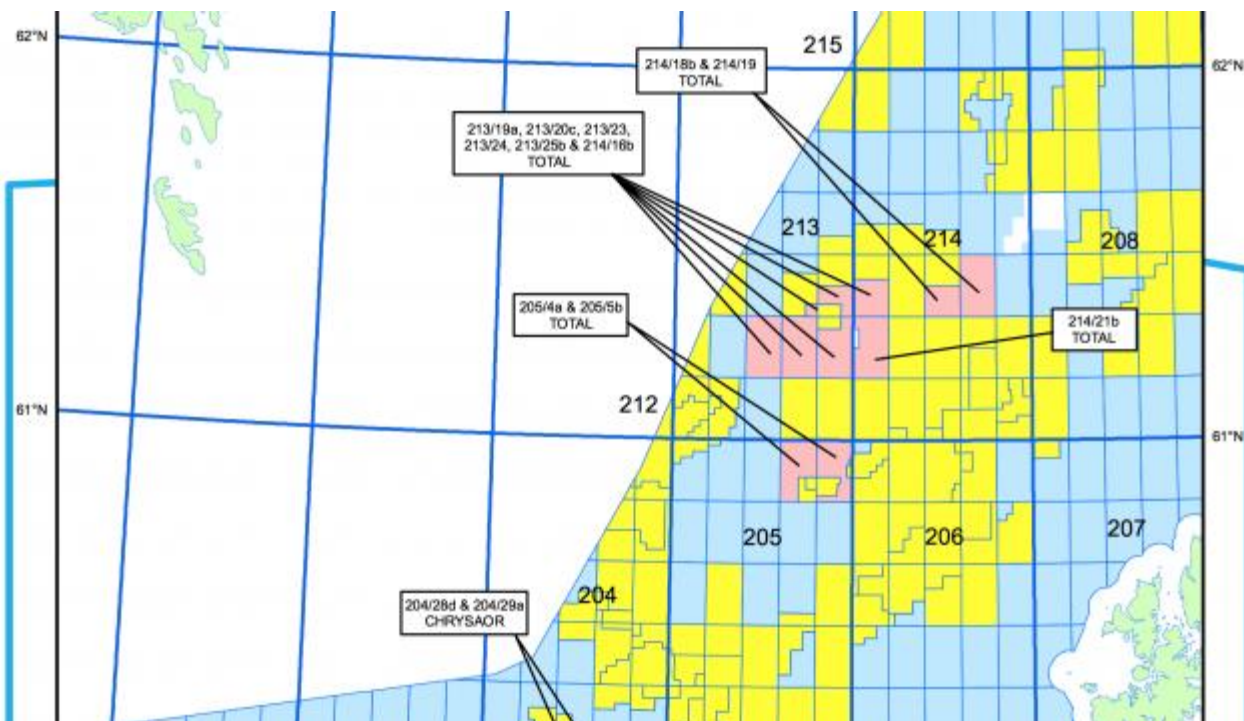 62°N
215
62°N
214/18b & 214/19
TOTAL
213/19a, 213/20c, 213/23,
213/24, 213/25b & 214/16b
TOTAL
213
214
208
205/4a & 205/5b
TOTAL
214/21b
TOTAL
212
61°N
61°N
205
206
207
204
204/28d & 204/29a
CHRYSAOR